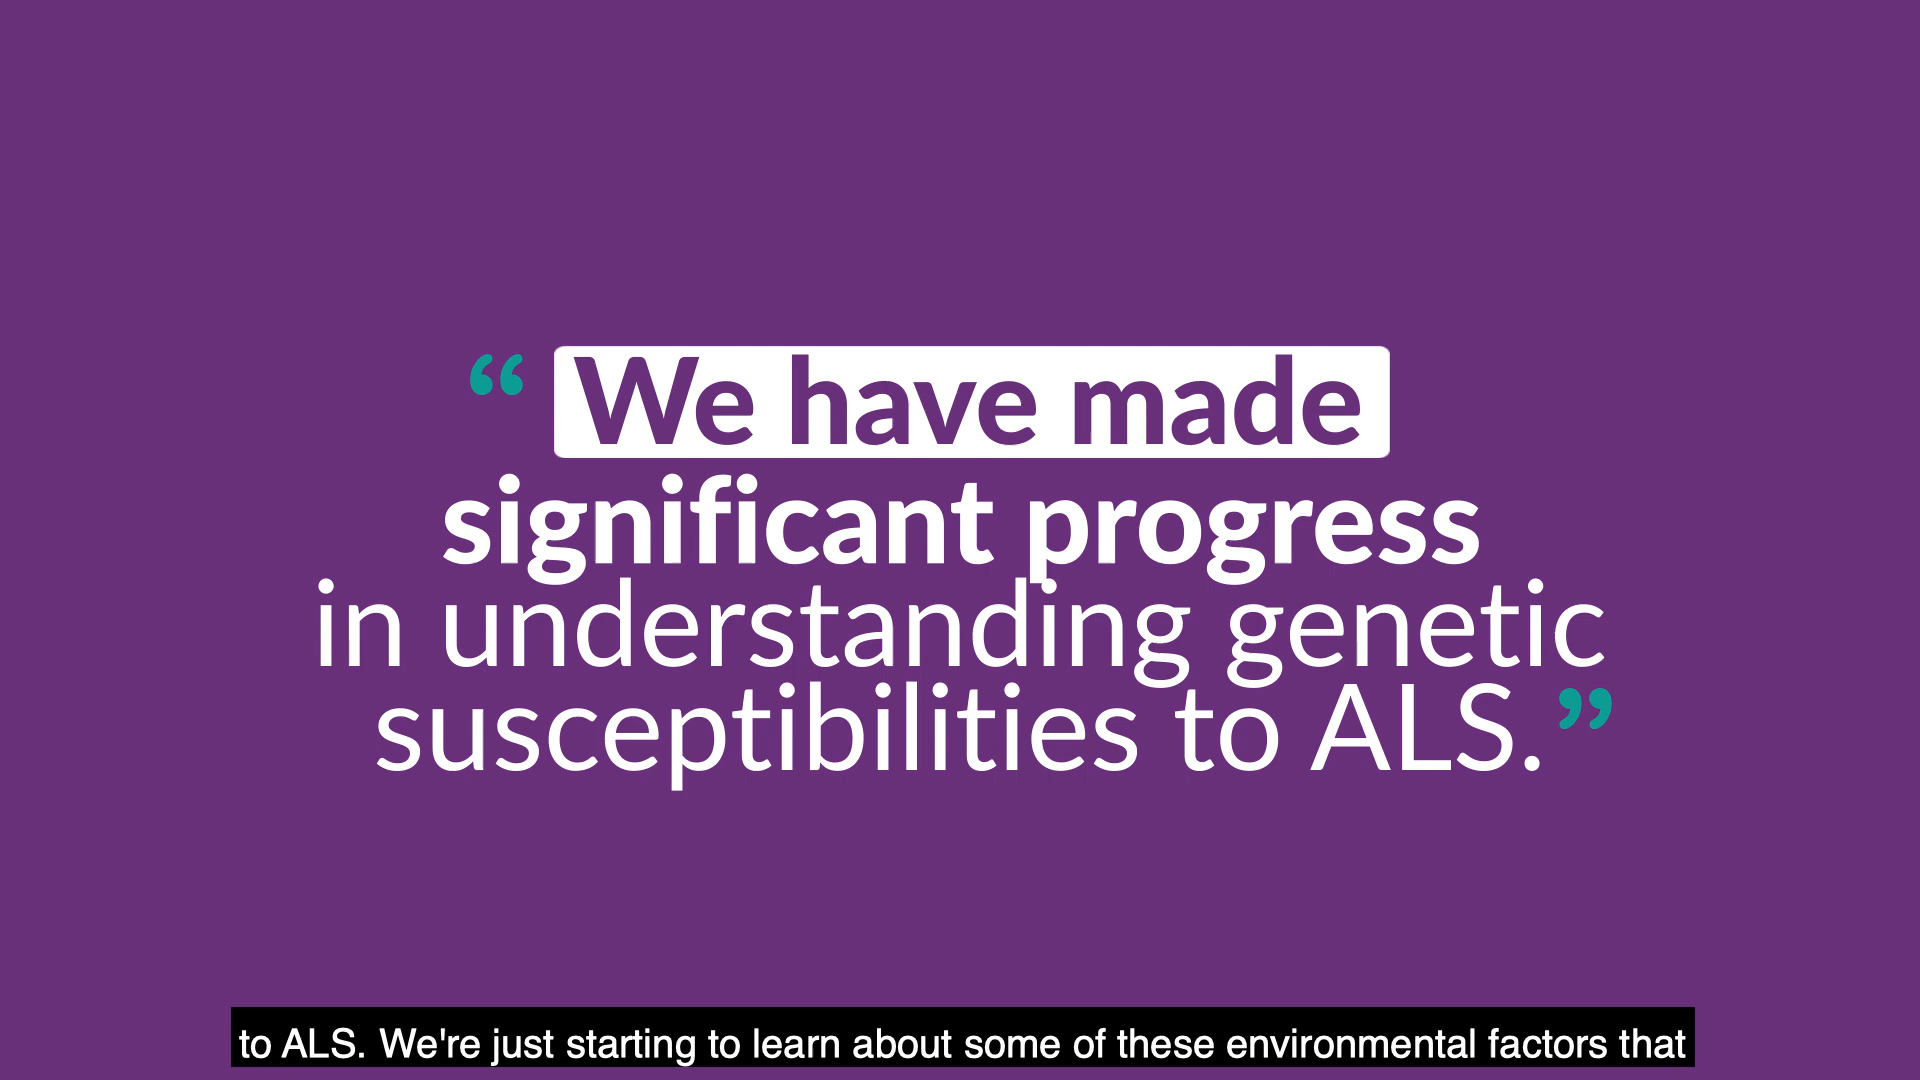 “ We have made
significant progress
in understanding genetic
susceptibilities to ALS.”
to ALS. We're just starting to learn about some of these environmental factors that